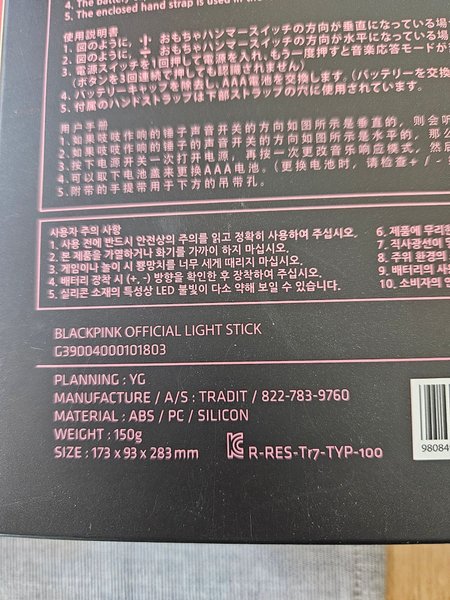 4. The battery
5. The enclosed hand strap is used in the
使用説明书
1. 図のように, おもちゃハンマースイッチの方向が垂直になっている場
2. 図のように, おもちゃハンマースイッチの方向が水平になっている場
3. 電源スイッチを1回押して電源を入れ、もう一度押すと音楽応答モードが
(ボタンを3回連続で押しても認識されません)
4. バッテリーキャップを除去し、AAA電池を交換します。(バッテリーを交換
5. 付属のハンドストラップは下部ストラップの穴に使用されています.
用户手册
1.如果吱吱作响的锤子声音开关的方向如图所示是垂直的，则会听
2.如果吱吱作响的锤子的声音开关的方向如图所示是水平的，那么
3.按下电源开关一次打开电源，再按一次更改音乐响应模式，然后
4.可以取下电池盖来更换AAA电池。(更换电池时，请检查+ / -
5.附带的手提带用于下方的吊带孔。
사용자 주의 사항
1. 사용 전에 반드시 안전상의 주의를 읽고 정확히 사용하여 주십시오.
2. 본 제품을 가열하거나 화기를 가까이 하지 마십시오.
3. 게임이나 놀이 시 뿅망치를 너무 세게 때리지 마십시오.
4. 배터리 장착 시 (+, -) 방향을 확인한 후 장착하여 주십시오.
5. 실리콘 소재의 특성상 LED 불빛이 다소 약해 보일 수 있습니다.
6. 제품에 무리한
7. 직사광선이
8. 주위 환경의
9. 배터리의 사용
10. 소비자의
BLACKPINK OFFICIAL LIGHT STICK
G39004000101803
PLANNING : YG
MANUFACTURE / A/S : TRADIT / 822-783-9760
MATERIAL : ABS / PC / SILICON
WEIGHT : 150g
SIZE : 173 x 93 x 283 mm
R-RES-Tr7-TYP-100
98084